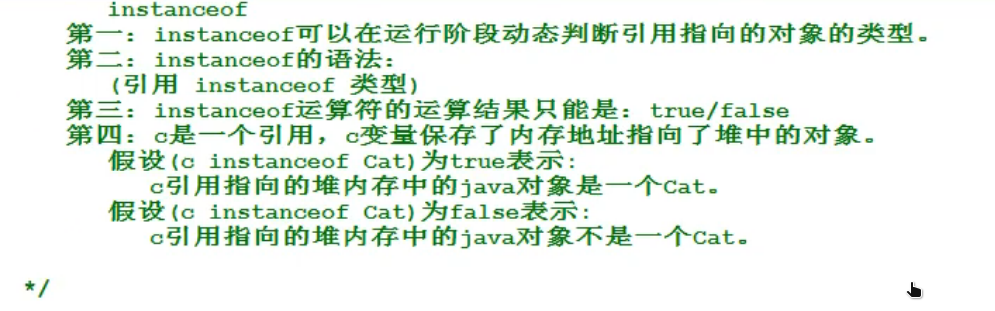 instanceof
第一：instanceof可以在运行阶段动态判断引用指向的对象的类型。
第二：instanceof的语法：
(引用 instanceof 类型)
第三：instanceof运算符的运算结果只能是：true/false
第四：c是一个引用，c变量保存了内存地址指向了堆中的对象。
假设(c instanceof Cat)为true表示:
c引用指向的堆内存中的java对象是一个Cat。
假设(c instanceof Cat)为false表示:
c引用指向的堆内存中的java对象不是一个Cat。
*/